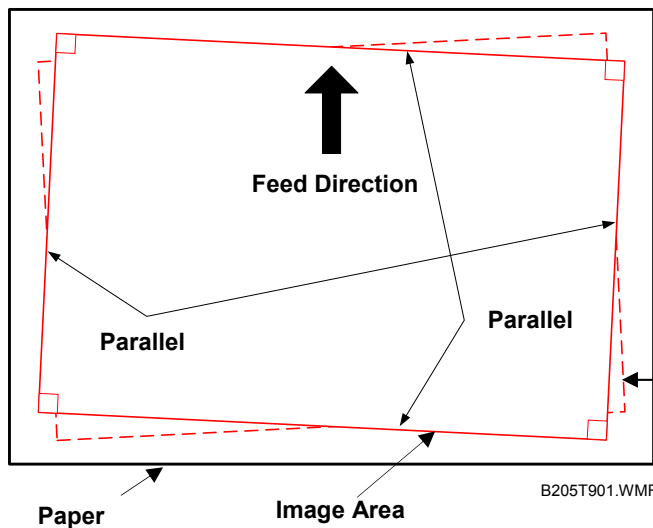 Feed Direction
Parallel
Parallel
B205T901.WMF
Paper
Image Area